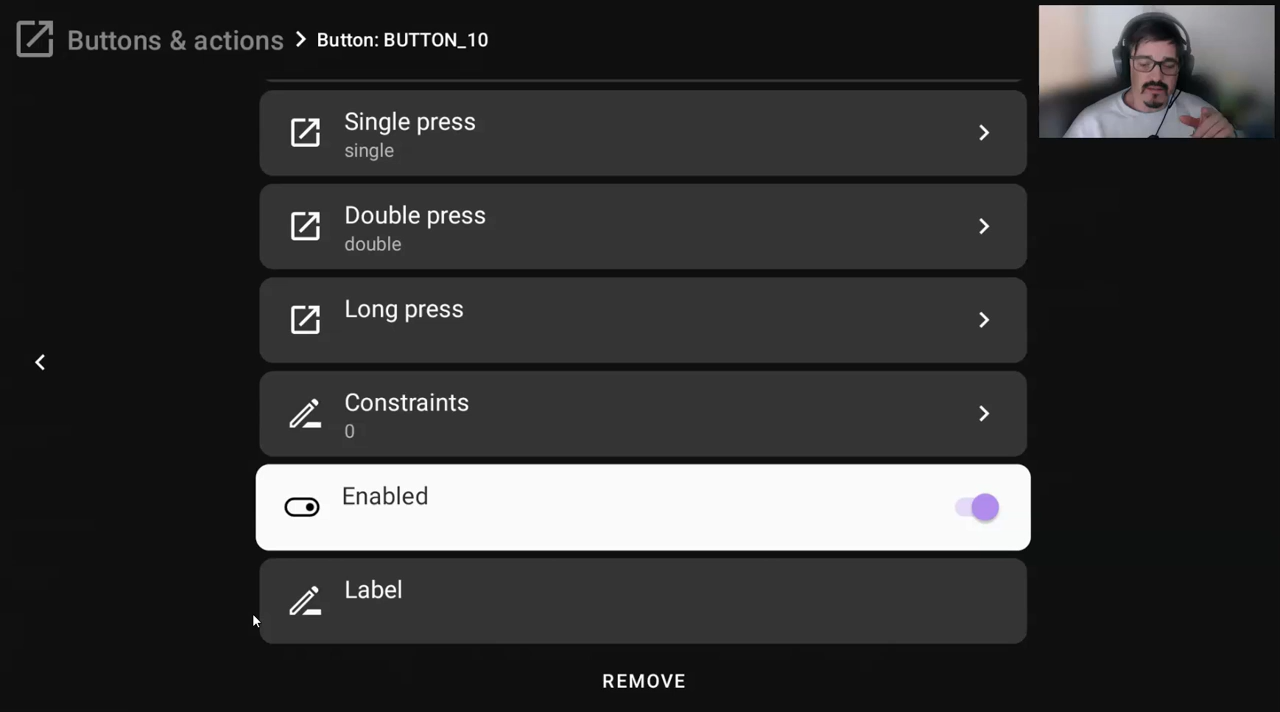 Buttons & actions > Button: BUTTON_10
Single press
single
Double press
double
Long press
Constraints
0
Enabled
Label
REMOVE